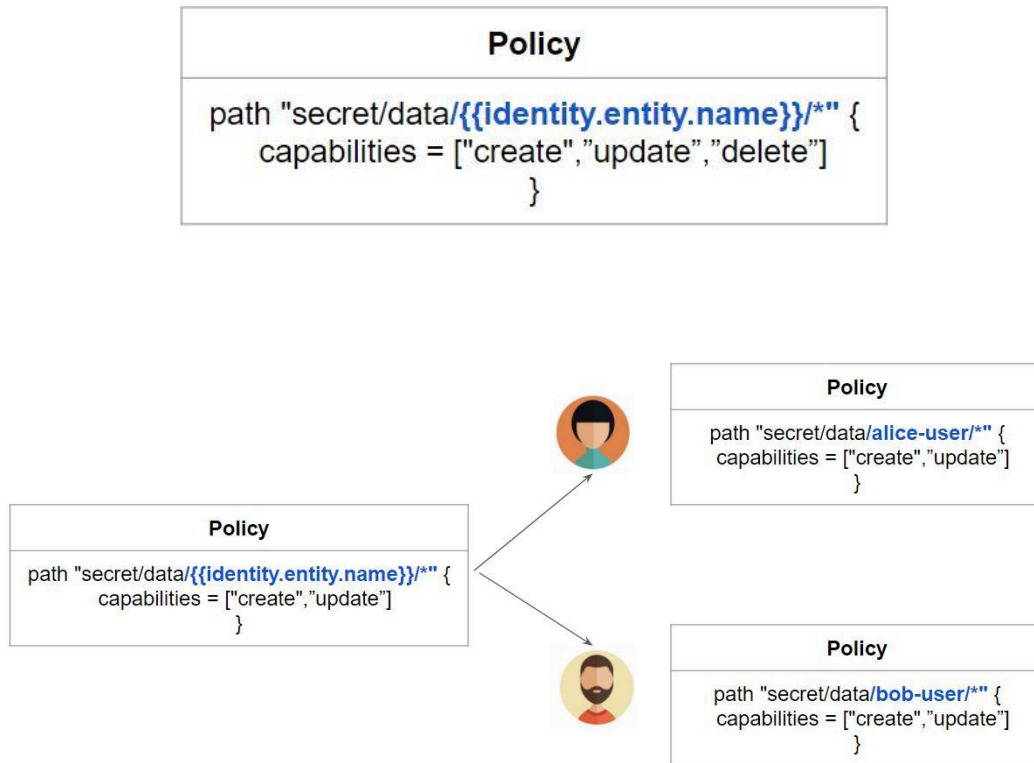 Policy
path "secret/data/{{identity.entity.name}}/*" {
capabilities = ["create",”update”,”delete”]
}
Policy
path "secret/data/alice-user/*" {
capabilities = ["create",”update”]
}
Policy
path "secret/data/{{identity.entity.name}}/*" {
capabilities = ["create",”update”]
}
Policy
path "secret/data/bob-user/*" {
capabilities = ["create",”update”]
}